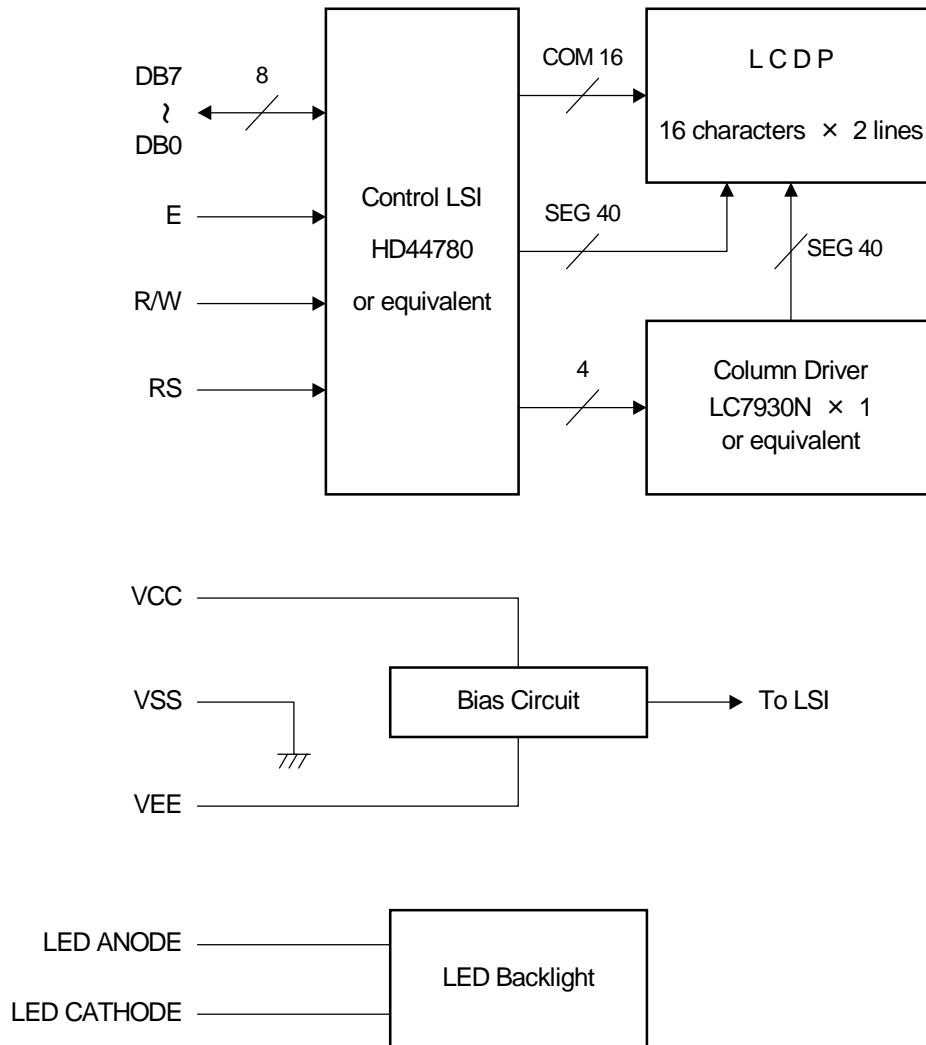 DB7
~
DB0
8
E
R/W
RS
Control LSI
HD44780
or equivalent
COM 16
SEG 40
4
L C D P
16 characters × 2 lines
SEG 40
Column Driver
LC7930N × 1
or equivalent
VCC
VSS
VEE
Bias Circuit
To LSI
LED ANODE
LED CATHODE
LED Backlight